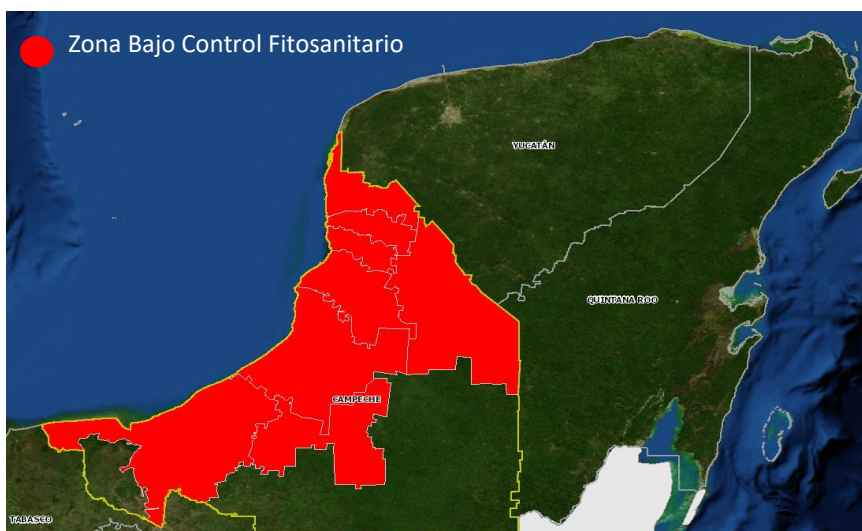 Zona Bajo Control Fitosanitario
YUCATÁN
QUINTANA ROO
CAMPECHE
TABASCO